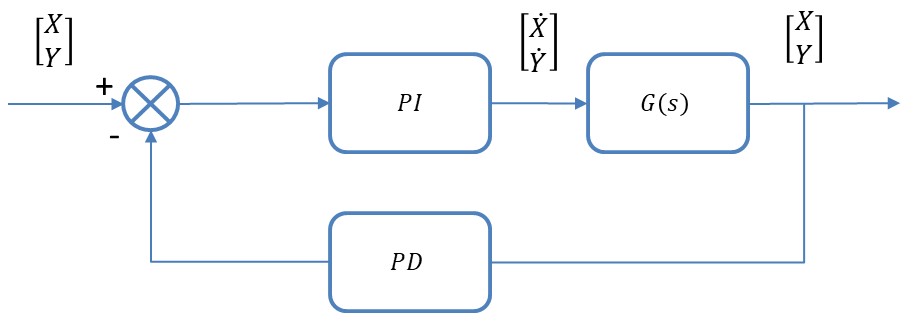 [X Y]
[Ẋ Ẏ]
[X Y]
+
PI
G(s)
-
PD